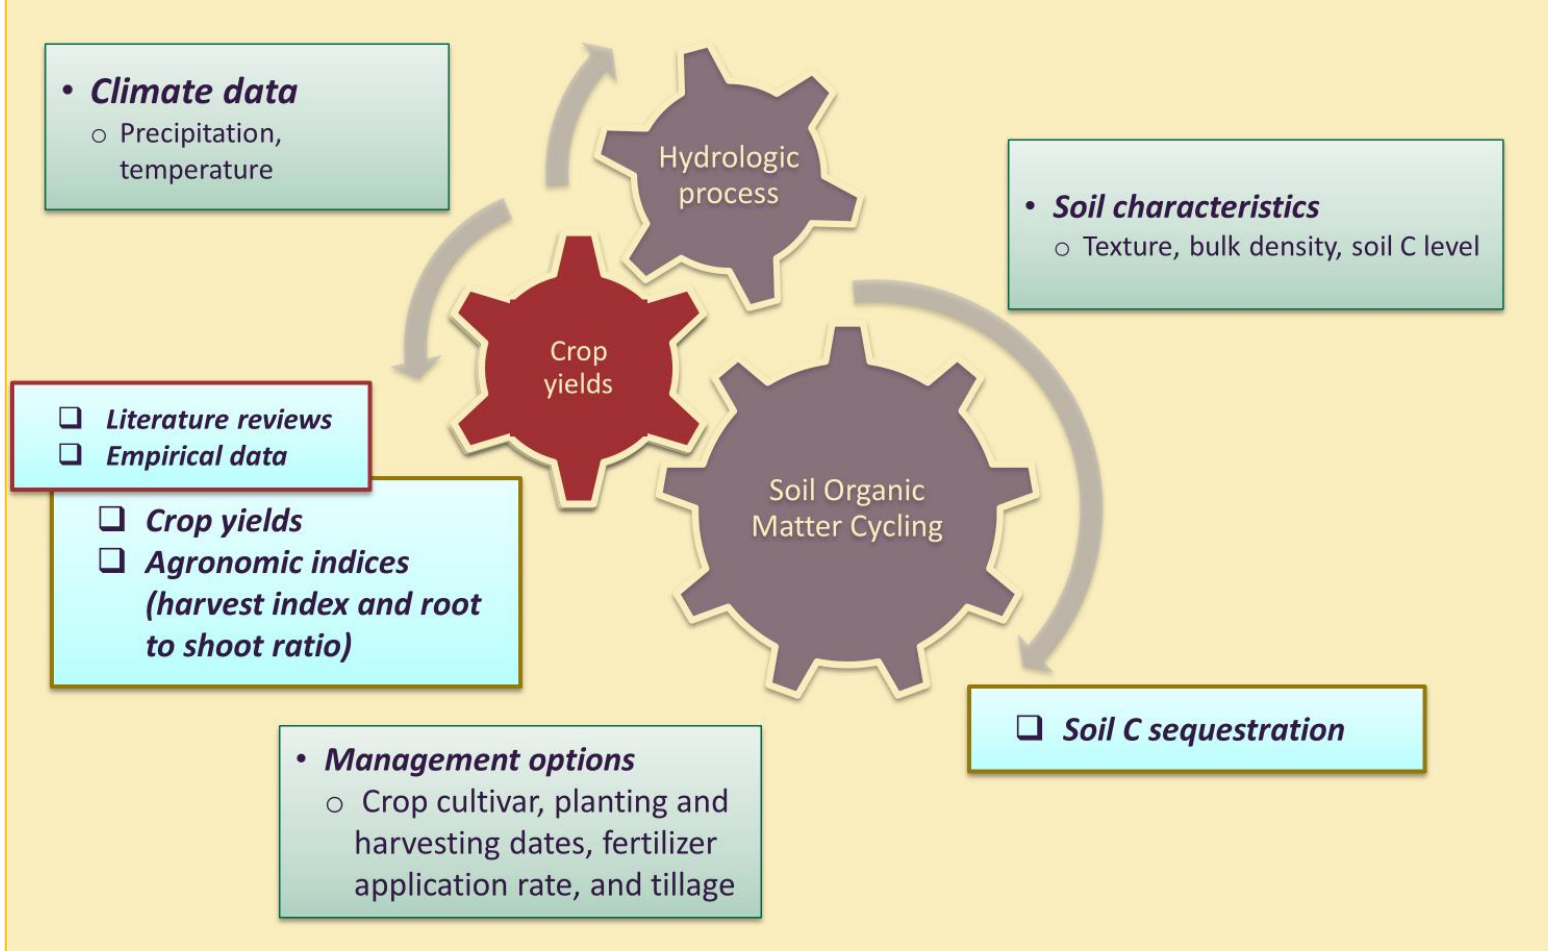 • Climate data
o Precipitation,
temperature
Hydrologic
process
• Soil characteristics
o Texture, bulk density, soil C level
Crop
yields
❑ Literature reviews
❑ Empirical data
❑ Crop yields
❑ Agronomic indices
(harvest index and root
to shoot ratio)
Soil Organic
Matter Cycling
❑ Soil C sequestration
• Management options
o Crop cultivar, planting and
harvesting dates, fertilizer
application rate, and tillage